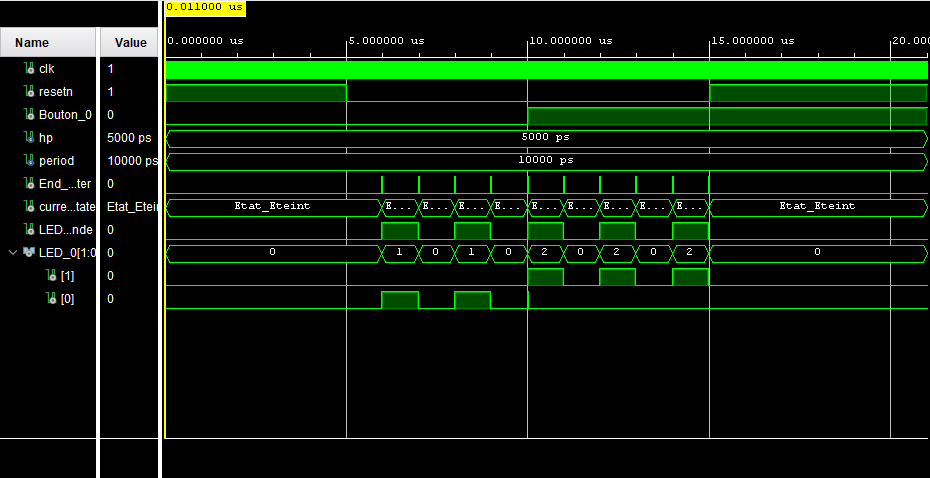 0.011000 us
Name Value
0.000000 us 5.000000 us 10.000000 us 15.000000 us 20.000
clk 1
resetn 1
Bouton_0 0
hp 5000 ps 5000 ps
period 10000 ps 10000 ps
End_...ter 0
curre...tate Etat_Etein Etat_Eteint E... E... E... E... E... E... E... E... E... Etat_Eteint
LED...nde 0
LED_0[1:0 0 0 1 0 1 0 2 0 2 0 2 0
[1] 0
[0] 0